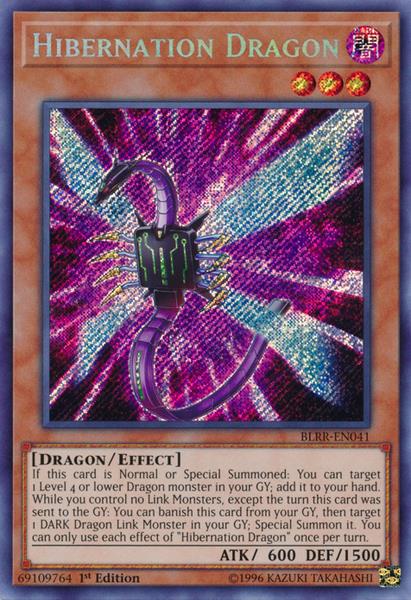 HIBERNATION DRAGON
闇
BLRR-EN041
[DRAGON/EFFECT]
If this card is Normal or Special Summoned: You can target
1 Level 4 or lower Dragon monster in your GY; add it to your hand.
While you control no Link Monsters, except the turn this card was
sent to the GY: You can banish this card from your GY, then target
1 DARK Dragon Link Monster in your GY; Special Summon it. You
can only use each effect of "Hibernation Dragon" once per turn.
ATK/ 600 DEF/1500
69109764 1st Edition ©1996 KAZUKI TAKAHASHI